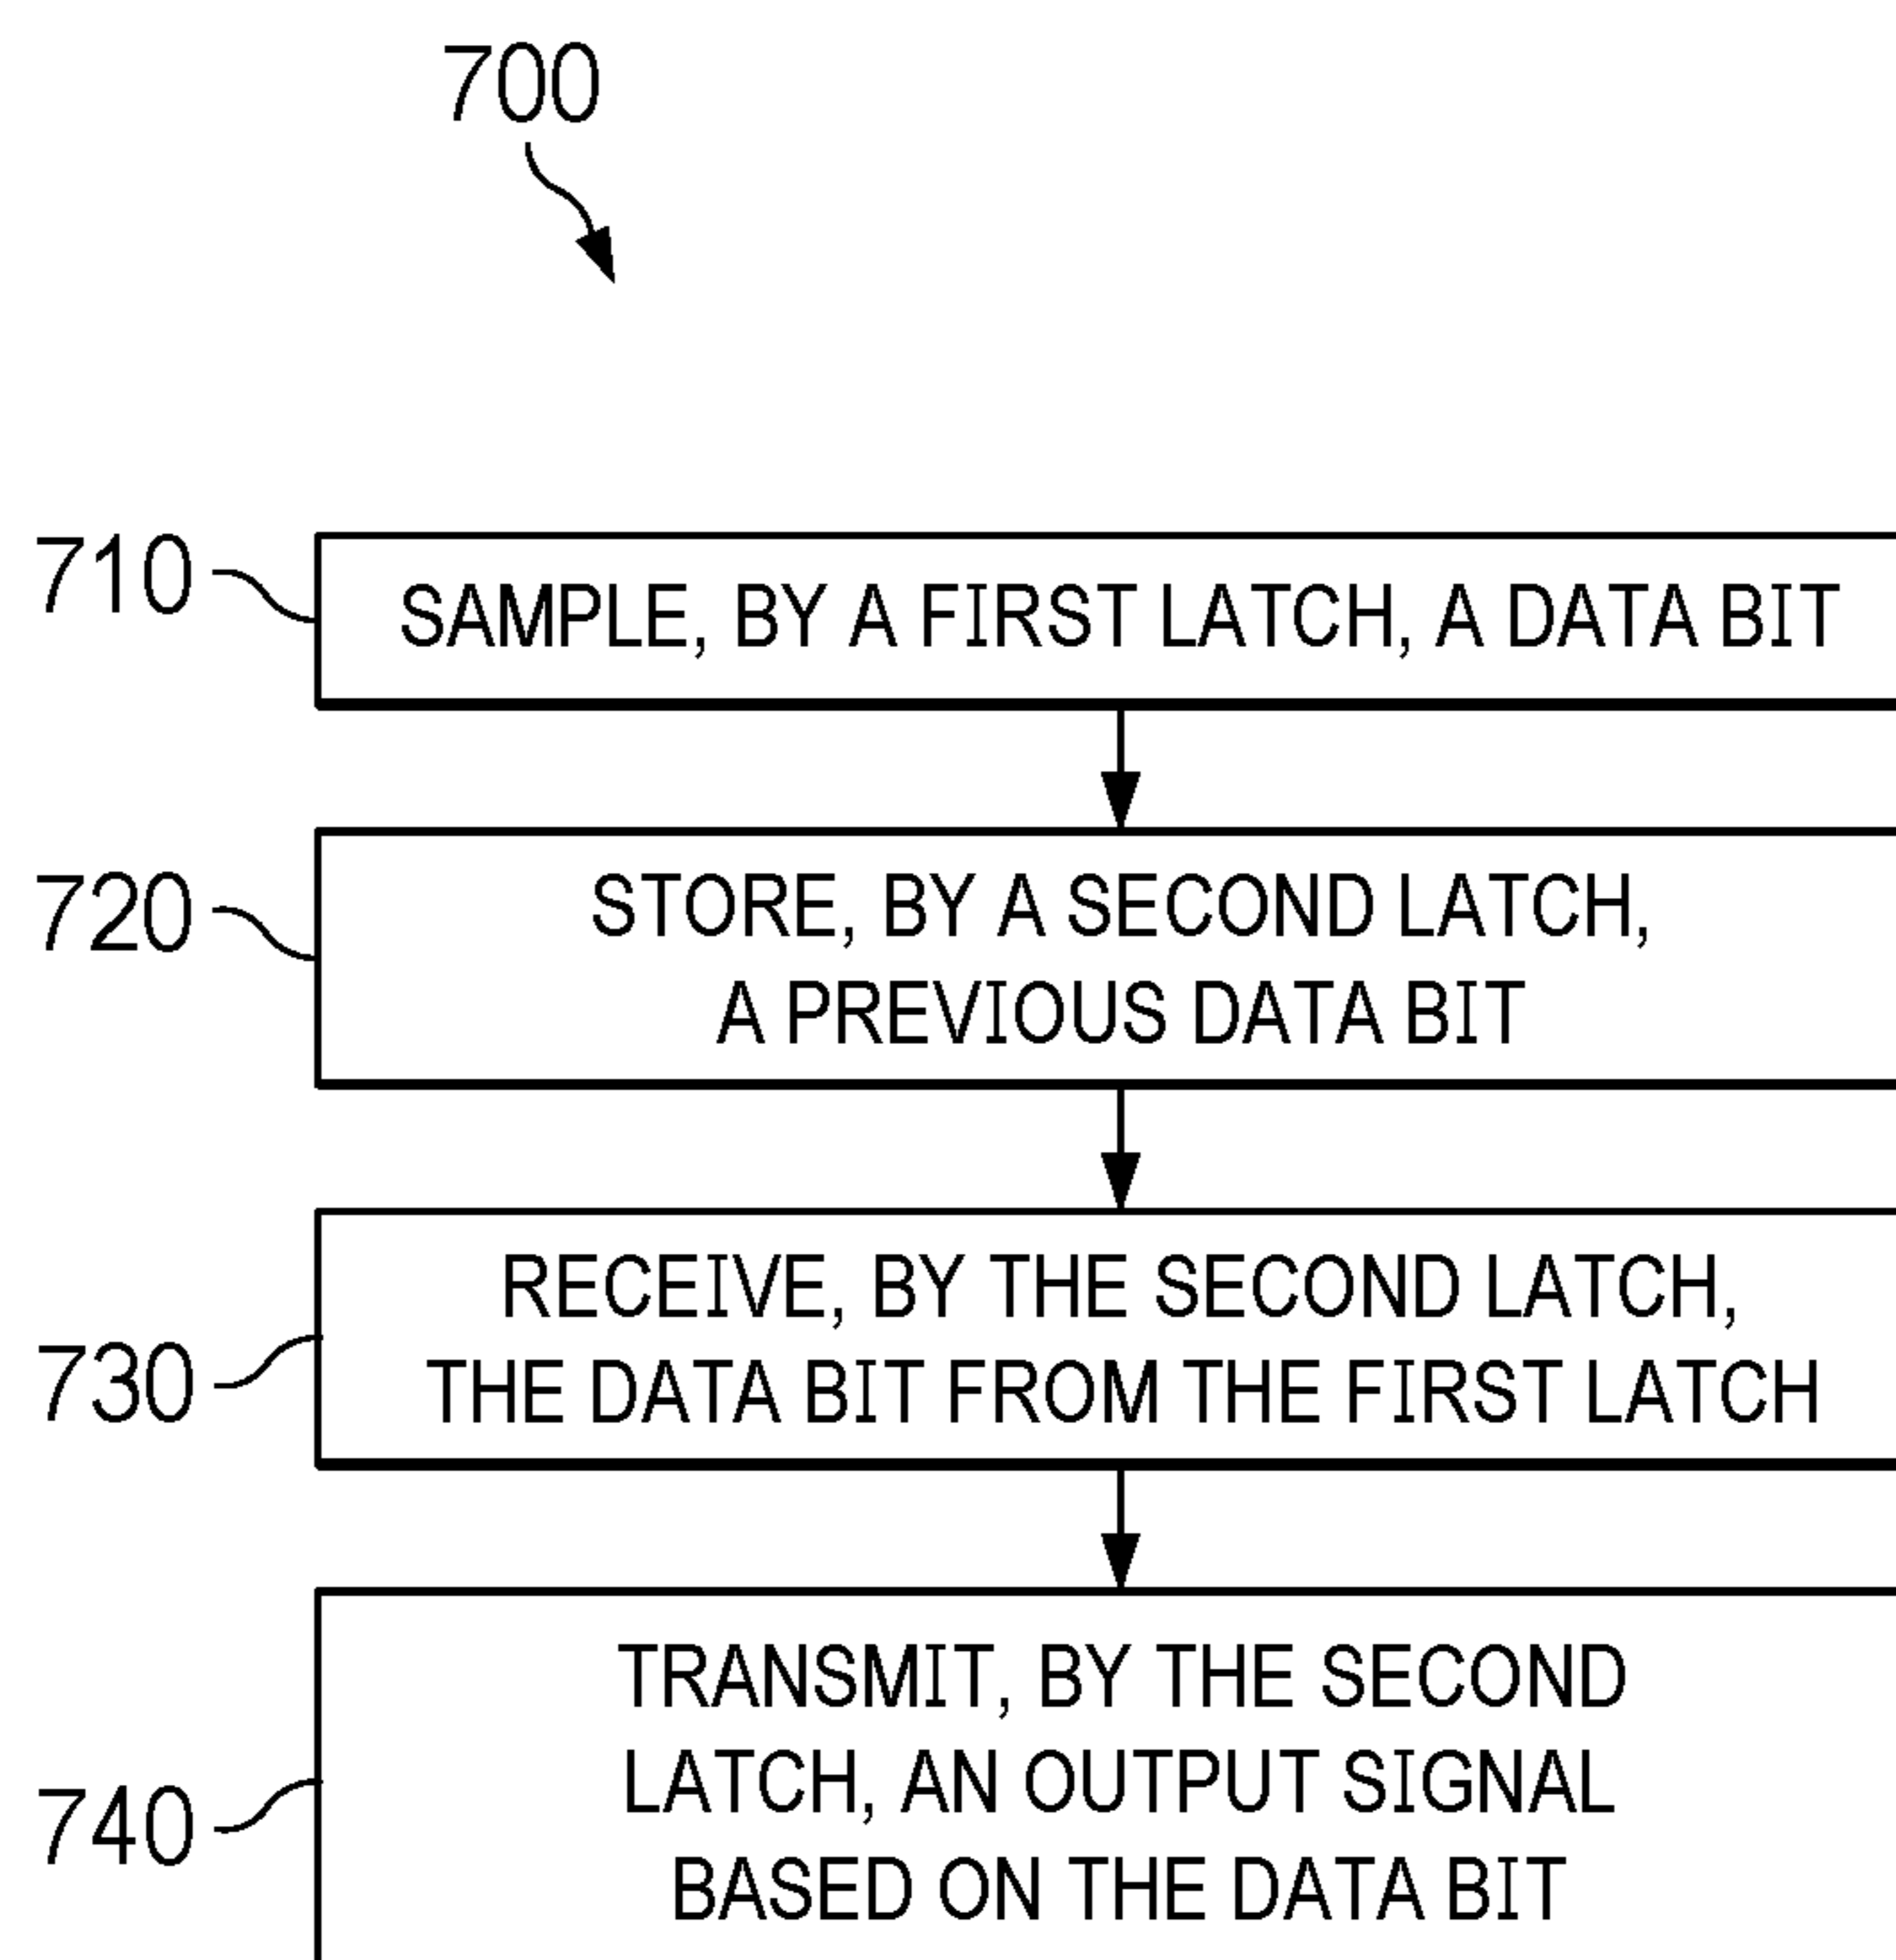 700
710
SAMPLE, BY A FIRST LATCH, A DATA BIT
720
STORE, BY A SECOND LATCH,
A PREVIOUS DATA BIT
730
RECEIVE, BY THE SECOND LATCH,
THE DATA BIT FROM THE FIRST LATCH
740
TRANSMIT, BY THE SECOND
LATCH, AN OUTPUT SIGNAL
BASED ON THE DATA BIT